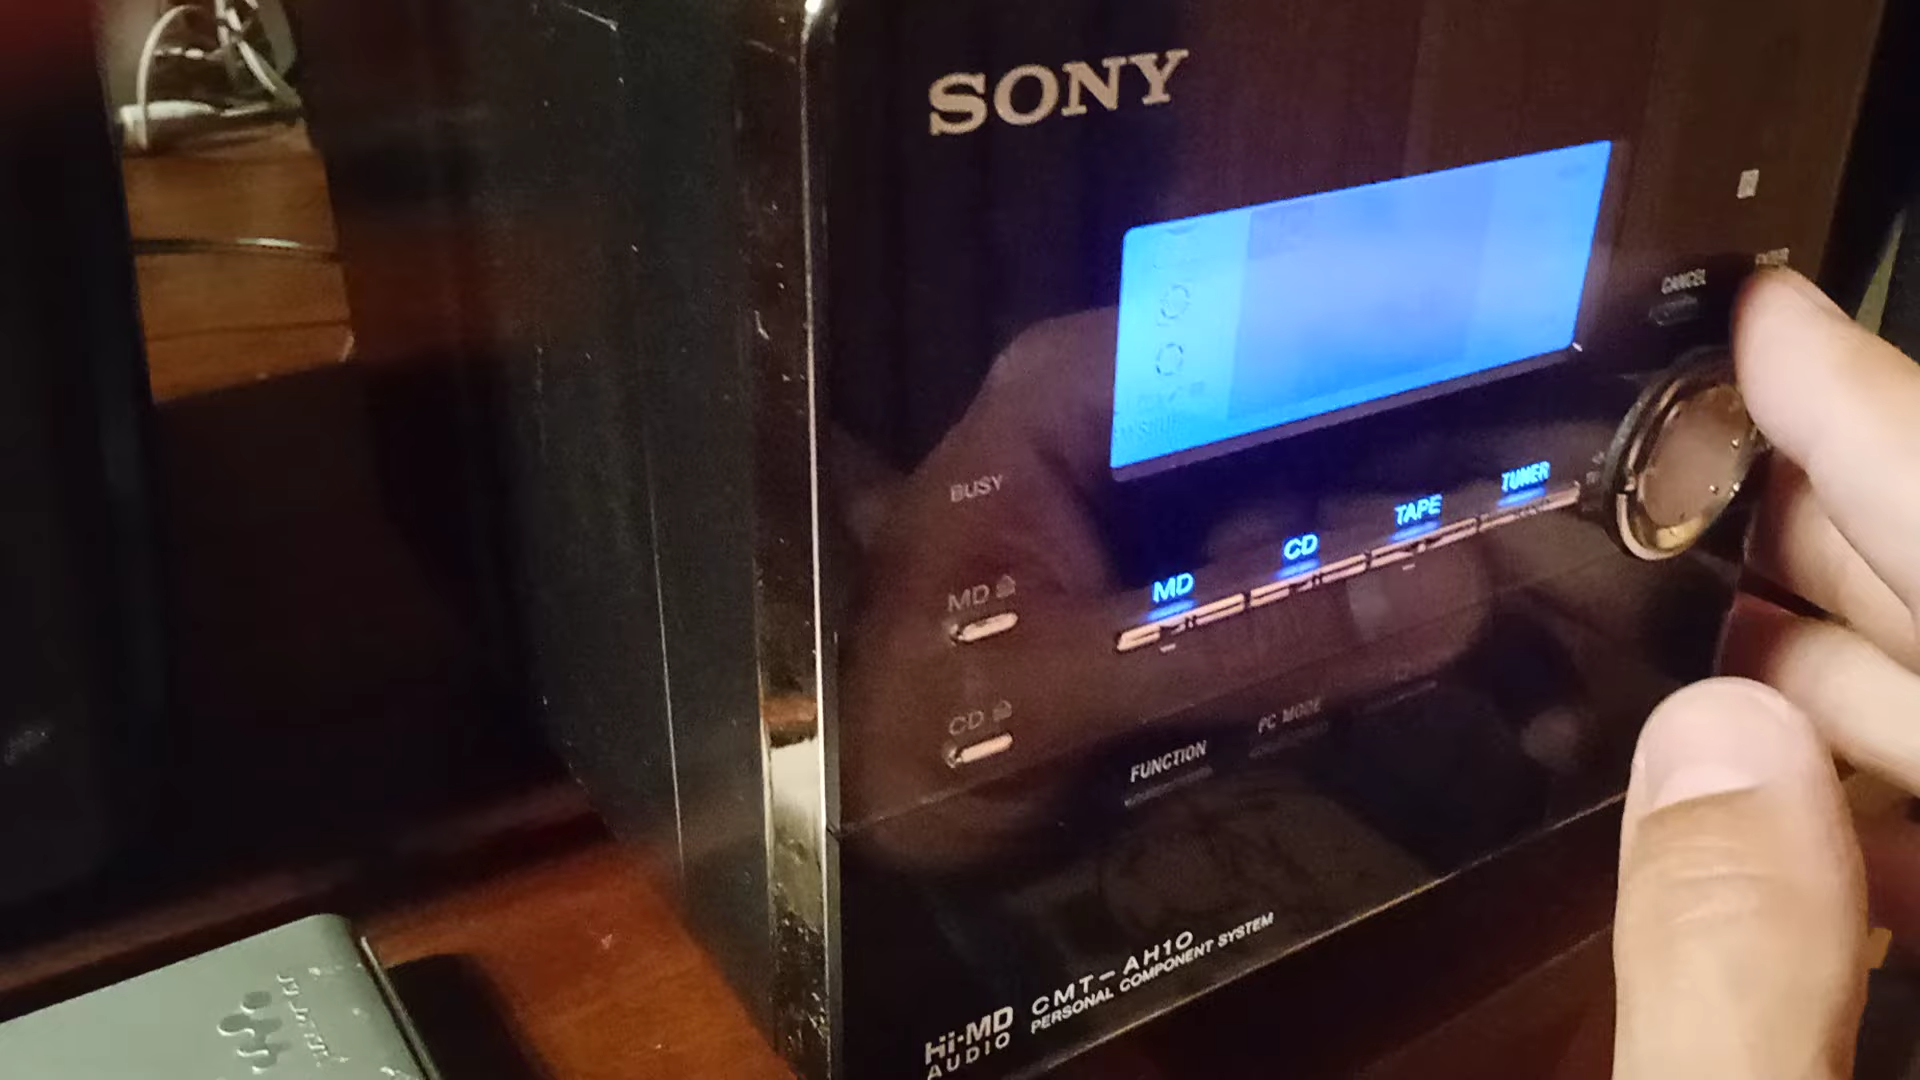 SONY
CANCEL
ENTER
BUSY
TUNER
TAPE
CD
MD
MD
CD
PC MODE
FUNCTION
Hi-MD
AUDIO
CMT-AH10
PERSONAL COMPONENT SYSTEM